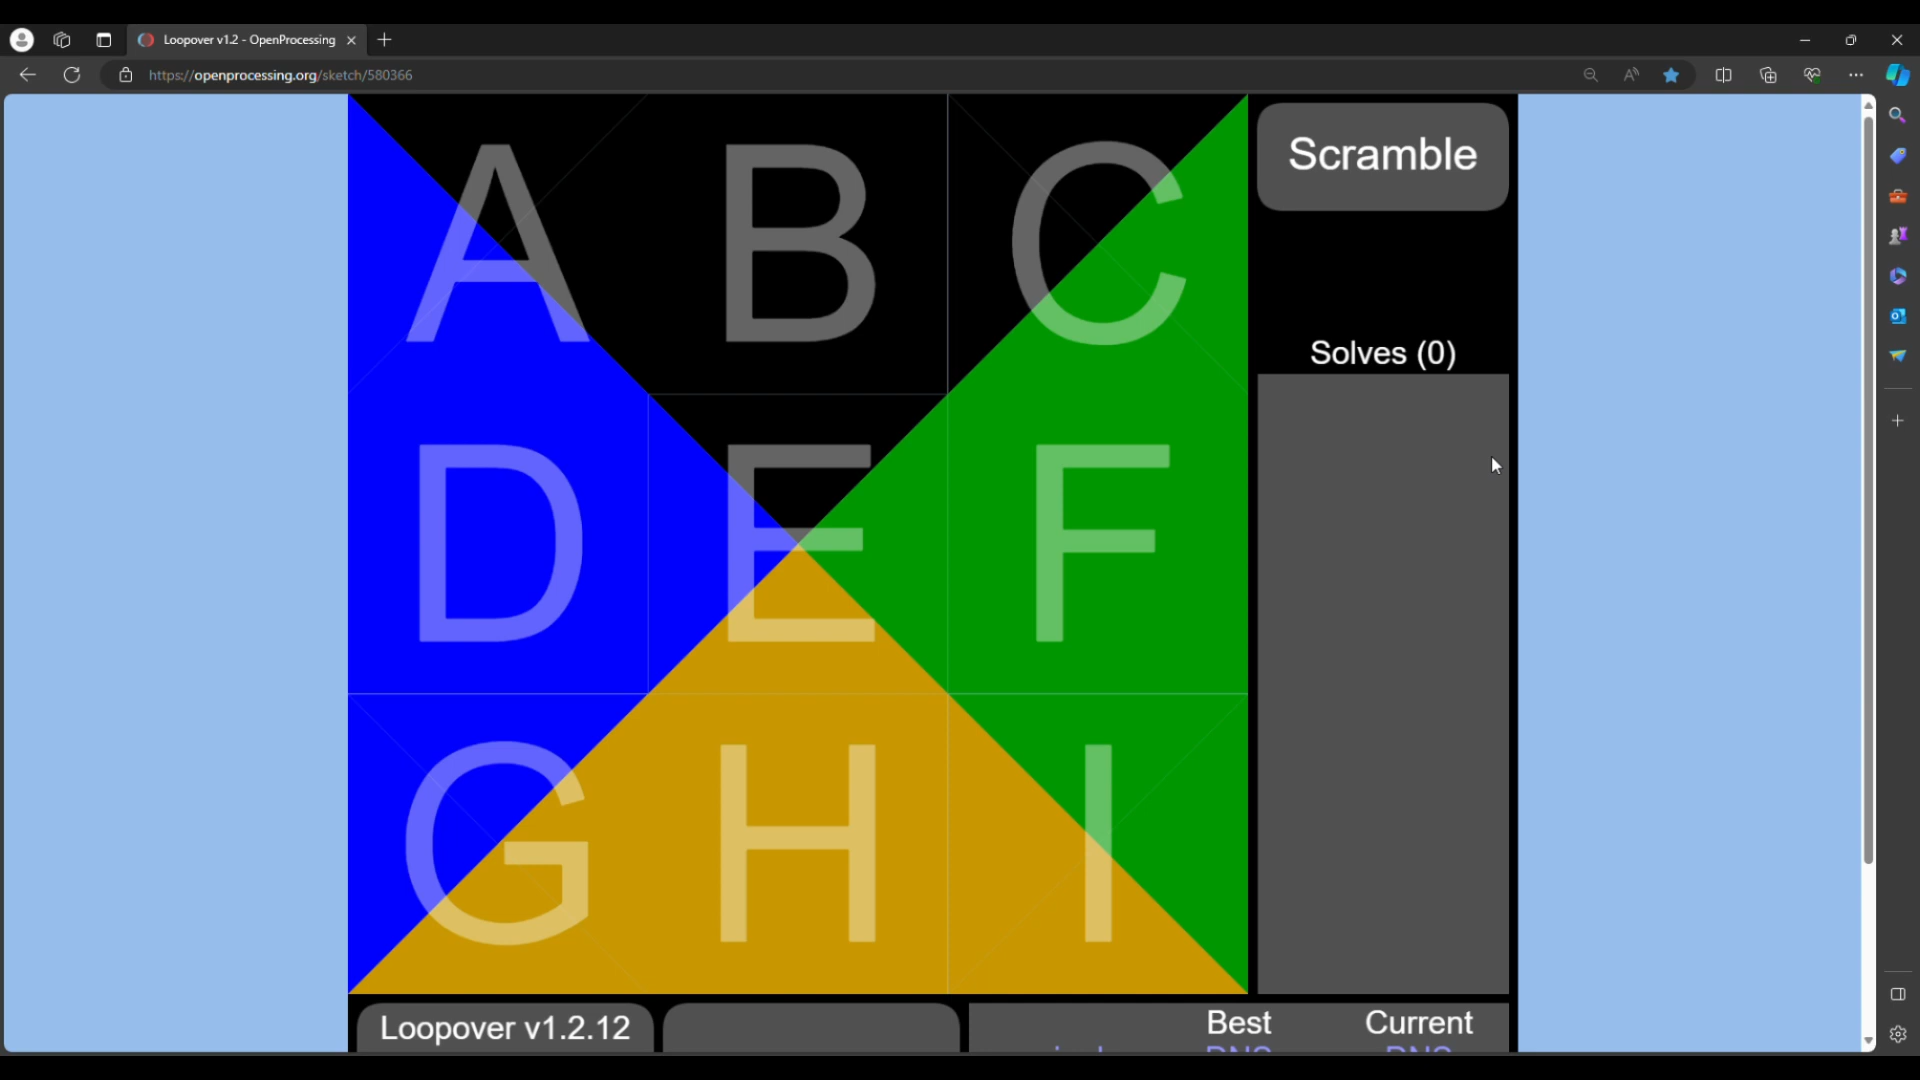 Loopover v1.2 - OpenProcessing
https://openprocessing.org/sketch/580366
A B C
Scramble
Solves (0)
D E F
G H I
Loopover v1.2.12
Best Current